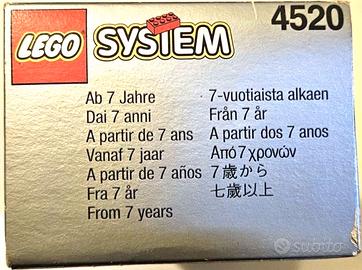 LEGO SYSTEM
4520
Ab 7 Jahre
Dai 7 anni
A partir de 7 ans
Vanaf 7 jaar
A partir de 7 años
Fra 7 år
From 7 years
7-vuotiaista alkaen
Från 7 år
A partir dos 7 anos
Από 7 χρονών
7歳から
七歲以上
subito